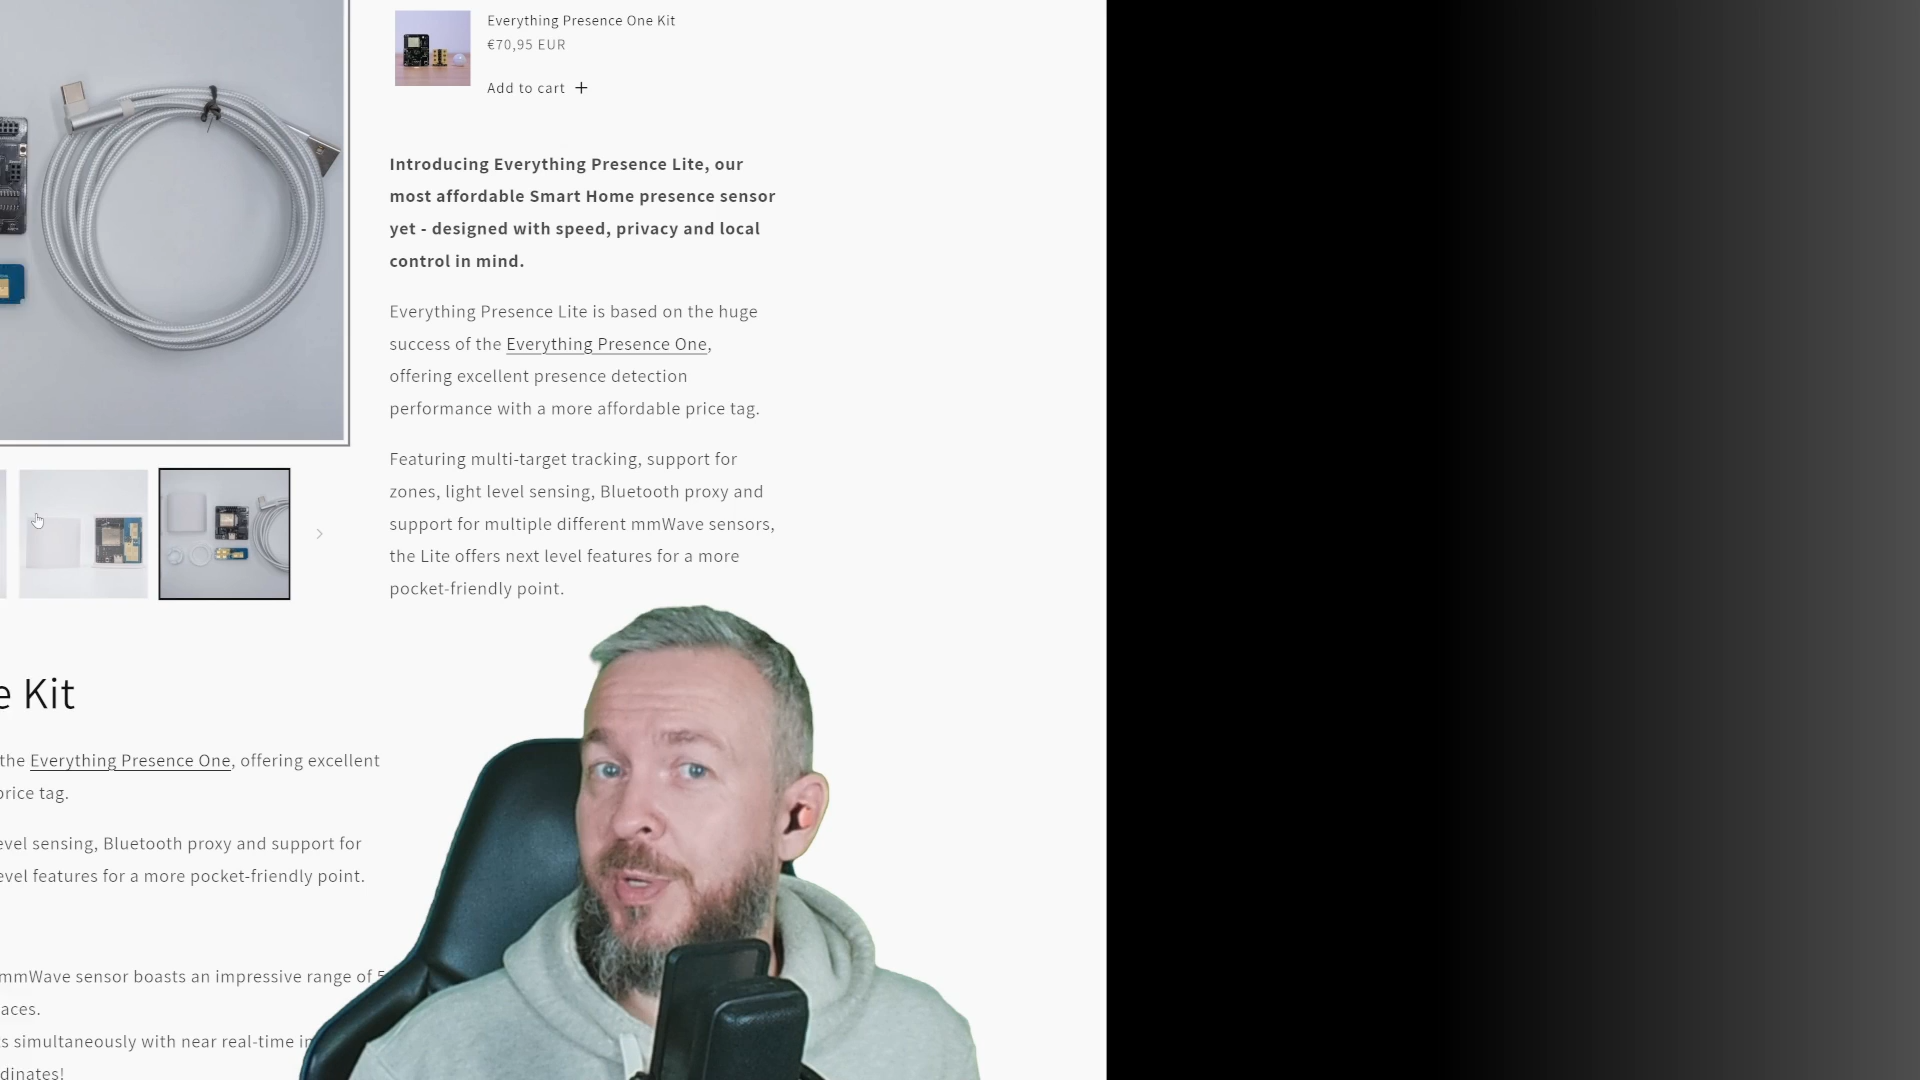 Everything Presence One Kit
€70,95 EUR
Add to cart +
Introducing Everything Presence Lite, our
most affordable Smart Home presence sensor
yet - designed with speed, privacy and local
control in mind.
Everything Presence Lite is based on the huge
success of the Everything Presence One,
offering excellent presence detection
performance with a more affordable price tag.
Featuring multi-target tracking, support for
zones, light level sensing, Bluetooth proxy and
support for multiple different mmWave sensors,
the Lite offers next level features for a more
pocket-friendly point.
e Kit
the Everything Presence One, offering excellent
price tag.
evel sensing, Bluetooth proxy and support for
evel features for a more pocket-friendly point.
mmWave sensor boasts an impressive range of 5
aces.
s simultaneously with near real-time in
dinates!